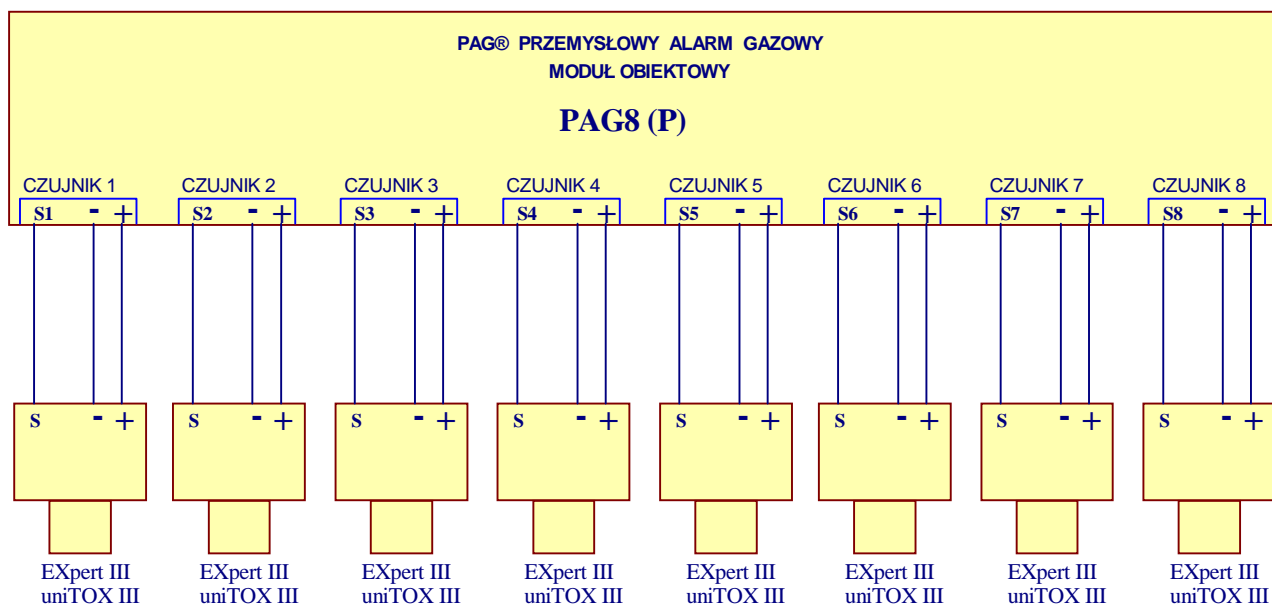 PAG® PRZEMYSŁOWY ALARM GAZOWY
MODUŁ OBIEKTOWY
PAG8 (P)
CZUJNIK 1 CZUJNIK 2 CZUJNIK 3 CZUJNIK 4 CZUJNIK 5 CZUJNIK 6 CZUJNIK 7 CZUJNIK 8
S1 - + S2 - + S3 - + S4 - + S5 - + S6 - + S7 - + S8 - +
S - + S - + S - + S - + S - + S - + S - + S - +
EXpert III EXpert III EXpert III EXpert III EXpert III EXpert III EXpert III EXpert III
uniTOX III uniTOX III uniTOX III uniTOX III uniTOX III uniTOX III uniTOX III uniTOX III